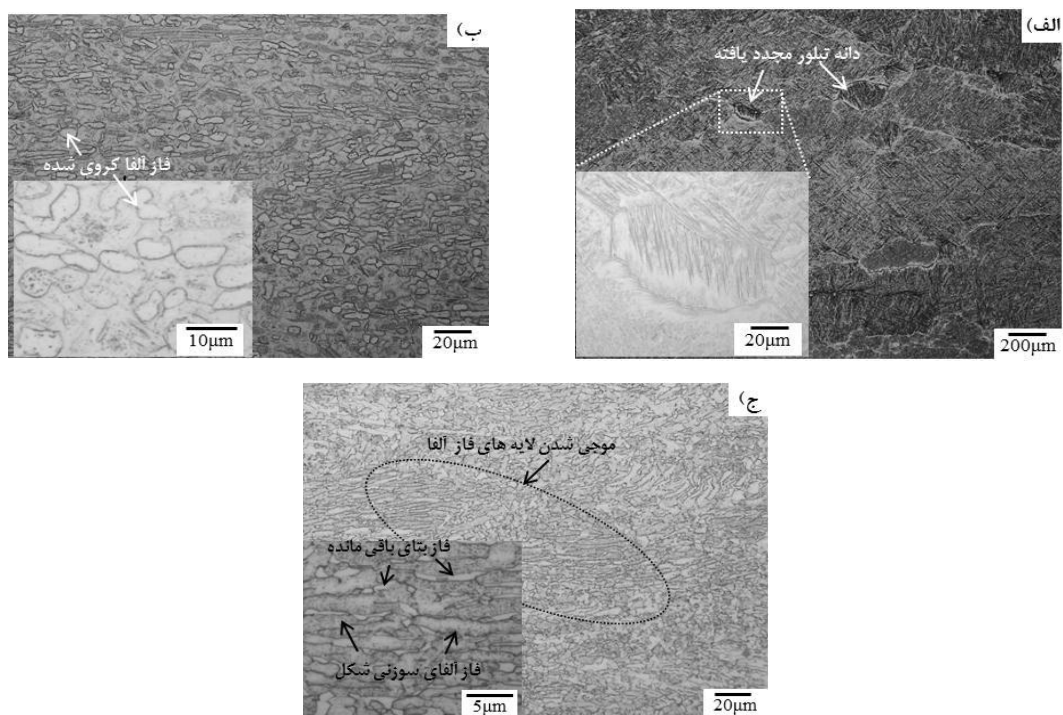 الف)
دانه تبلور مجدد یافته
20µm
200µm
ب)
فاز آلفا کروی شده
10µm
20µm
ج)
موجی شدن لایه های فاز آلفا
فاز بتای باقی مانده
فاز آلفای سوزنی شکل
5µm
20µm